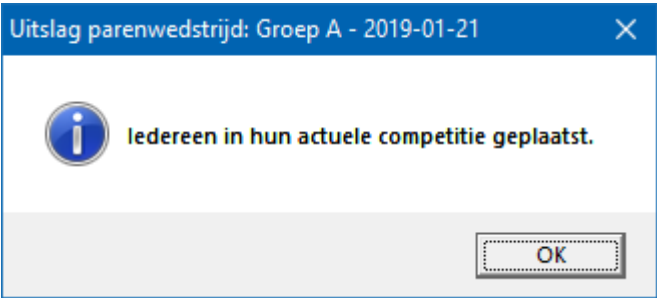 Uitslag parenwedstrijd: Groep A - 2019-01-21
Iedereen in hun actuele competitie geplaatst.
OK